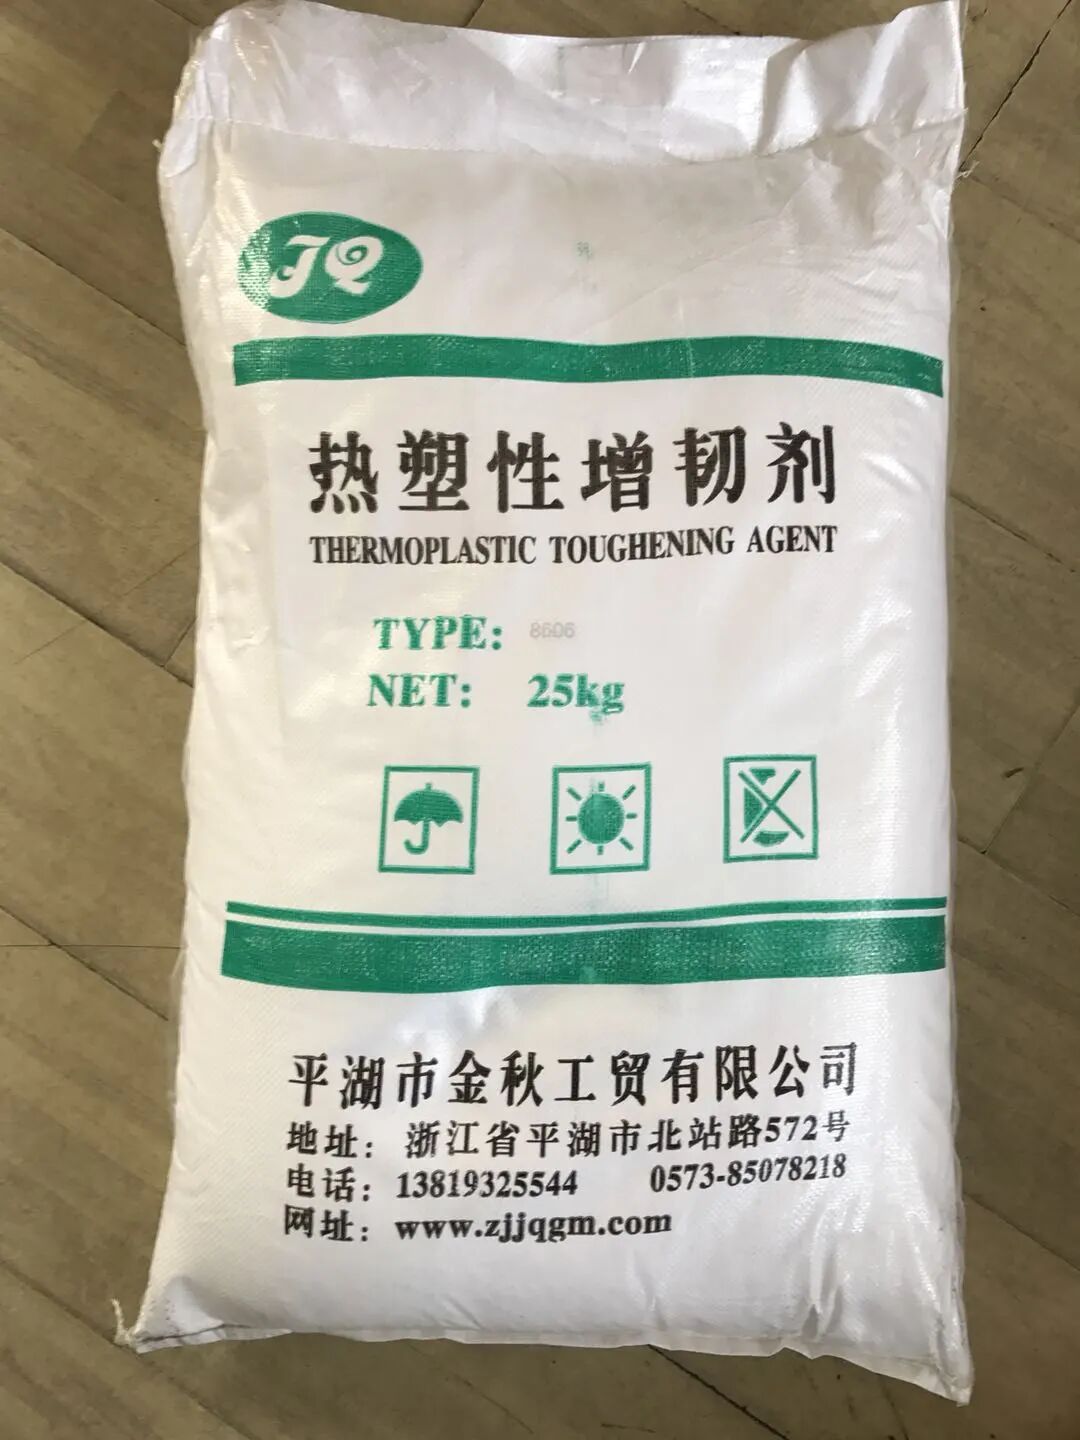 JQ
热塑性增韧剂
THERMOPLASTIC TOUGHENING AGENT
TYPE: 8606
NET: 25kg
平湖市金秋工贸有限公司
地址：浙江省平湖市北站路572号
电话：13819325544 0573-85078218
网址：www.zjjqgm.com